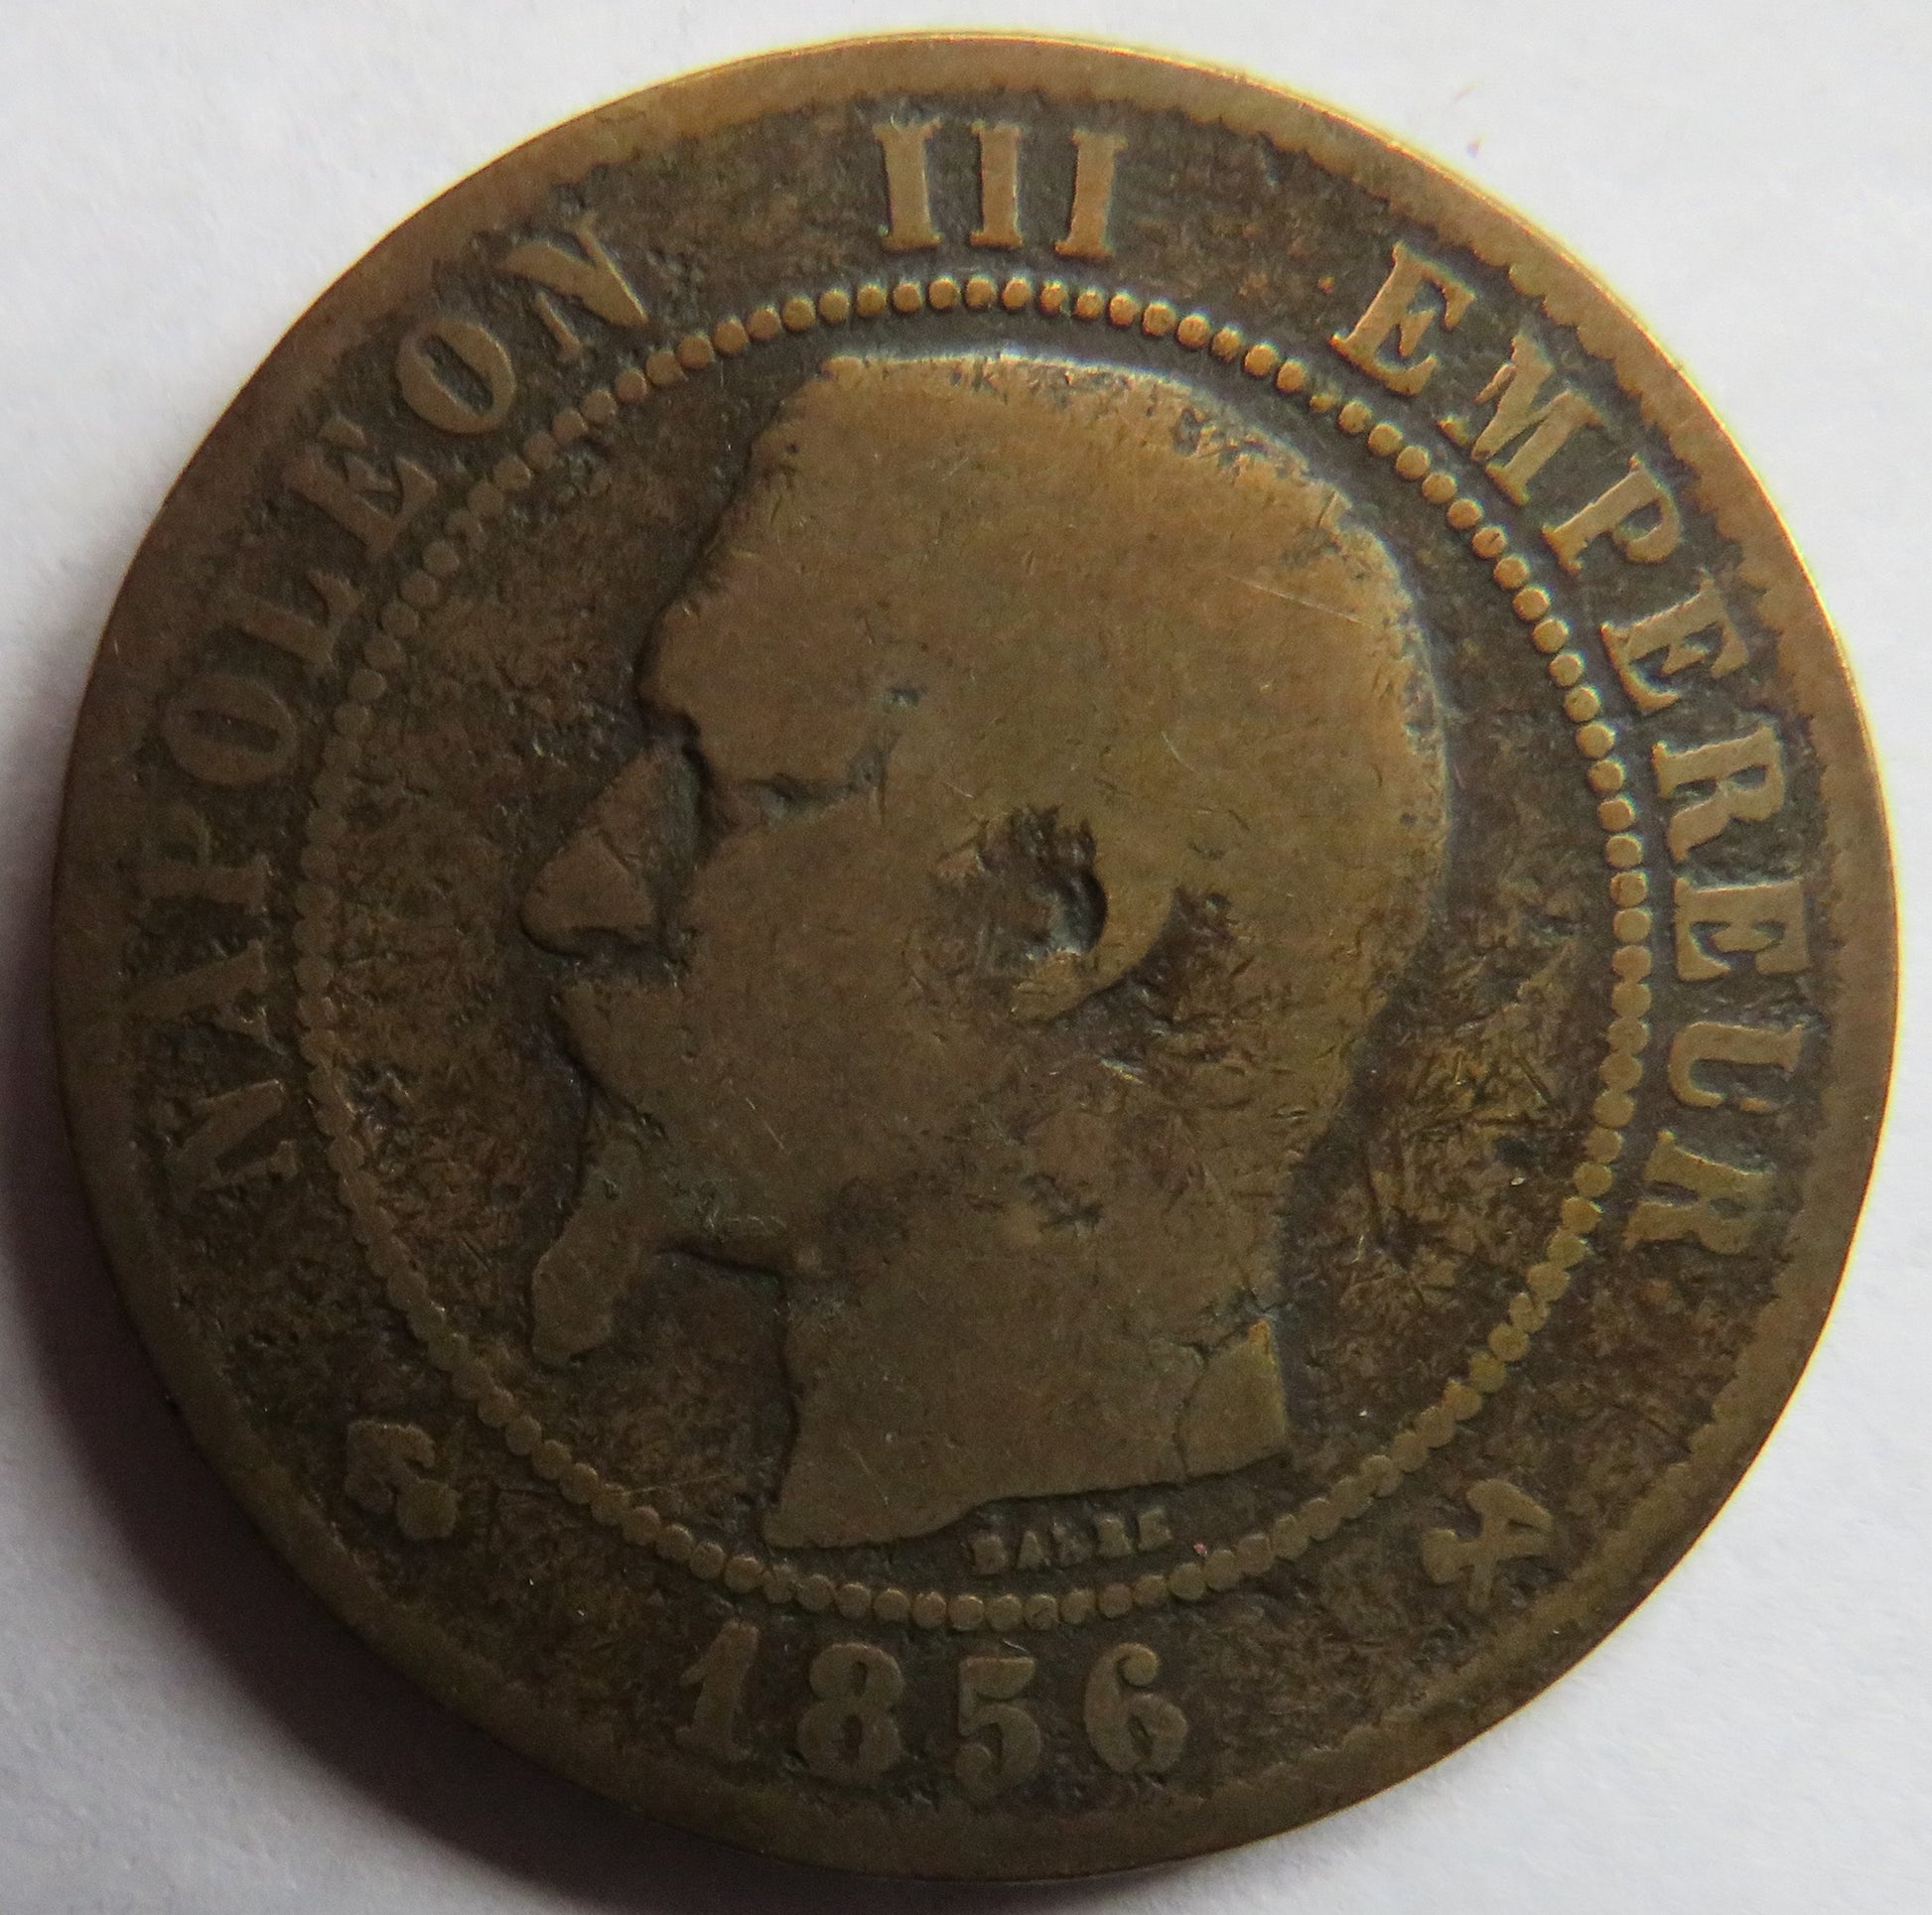 NAPOLEON III EMPEREUR
BARRE
1856